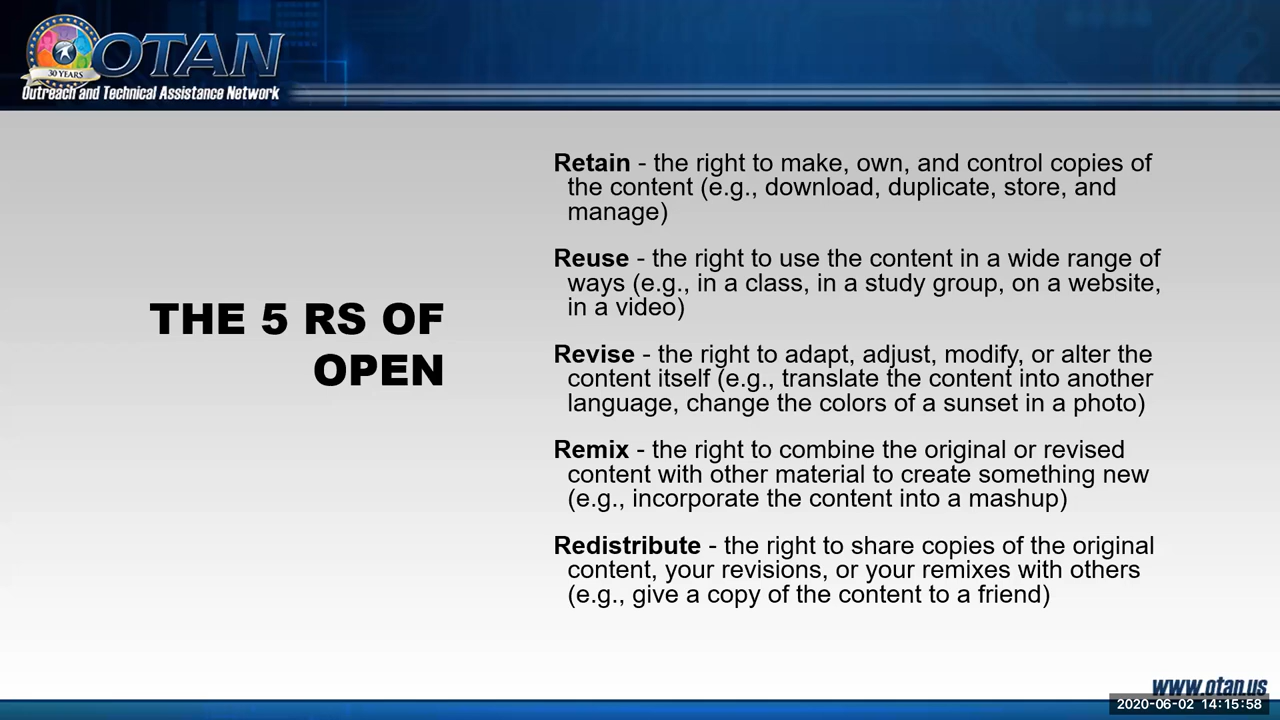 OTAN
30 YEARS
Outreach and Technical Assistance Network
THE 5 RS OF
OPEN
Retain - the right to make, own, and control copies of
the content (e.g., download, duplicate, store, and
manage)
Reuse - the right to use the content in a wide range of
ways (e.g., in a class, in a study group, on a website,
in a video)
Revise - the right to adapt, adjust, modify, or alter the
content itself (e.g., translate the content into another
language, change the colors of a sunset in a photo)
Remix - the right to combine the original or revised
content with other material to create something new
(e.g., incorporate the content into a mashup)
Redistribute - the right to share copies of the original
content, your revisions, or your remixes with others
(e.g., give a copy of the content to a friend)
www.otan.us
2020-06-02 14:15:58